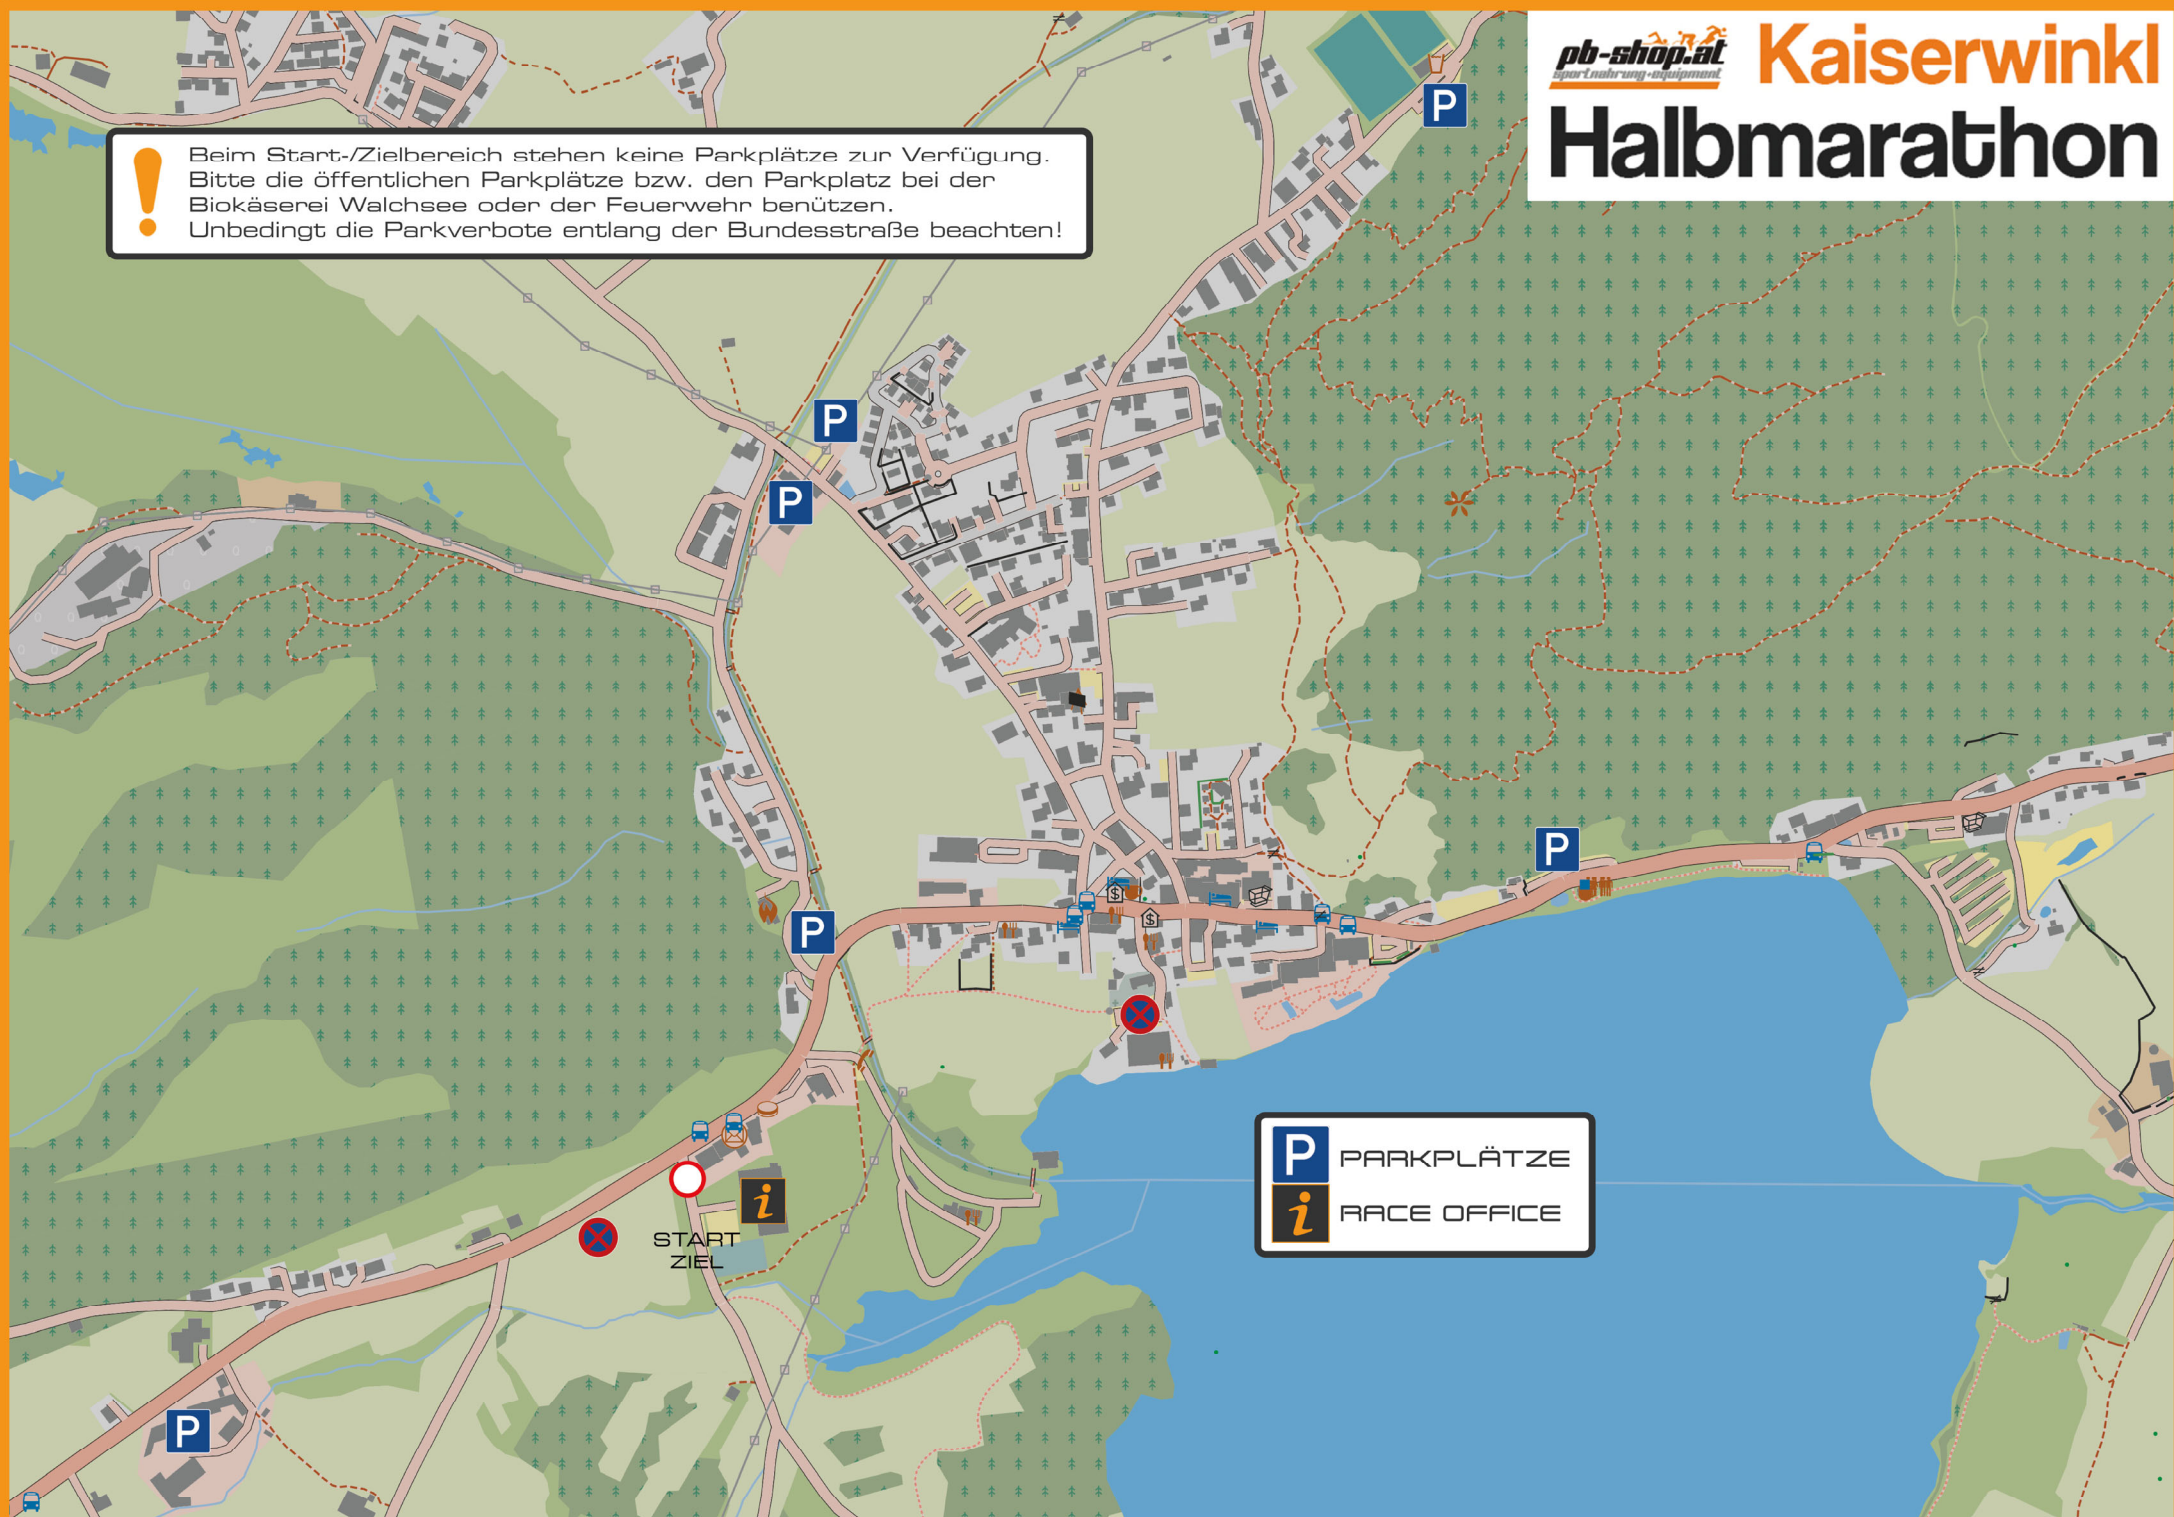 pb-shop.at
sportnahrung+equipment
Kaiserwinkl
Halbmarathon
P
! Beim Start-/Zielbereich stehen keine Parkplätze zur Verfügung.
Bitte die öffentlichen Parkplätze bzw. den Parkplatz bei der
Biokäserei Walchsee oder der Feuerwehr benützen.
Unbedingt die Parkverbote entlang der Bundesstraße beachten!
P
P
P
P
$
$
i
START
ZIEL
P PARKPLÄTZE
i RACE OFFICE
P